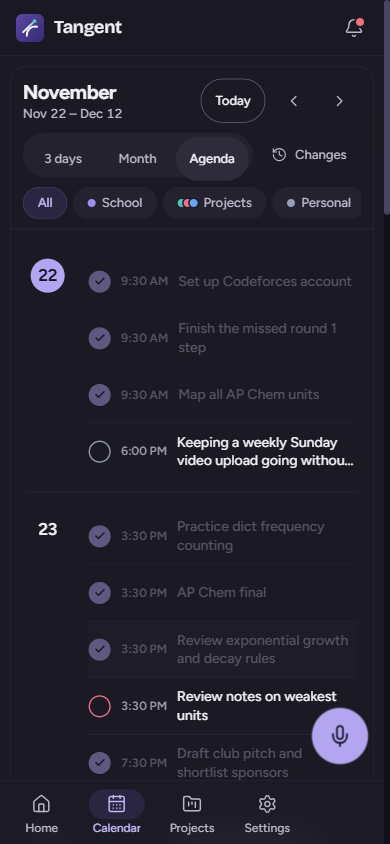 Tangent
November
Nov 22 – Dec 12
Today
3 days
Month
Agenda
Changes
All
School
Projects
Personal
22
9:30 AM Set up Codeforces account
9:30 AM Finish the missed round 1
step
9:30 AM Map all AP Chem units
6:00 PM Keeping a weekly Sunday
video upload going withou...
23
3:30 PM Practice dict frequency
counting
3:30 PM AP Chem final
3:30 PM Review exponential growth
and decay rules
3:30 PM Review notes on weakest
units
7:30 PM Draft club pitch and
shortlist sponsors
Home
Calendar
Projects
Settings